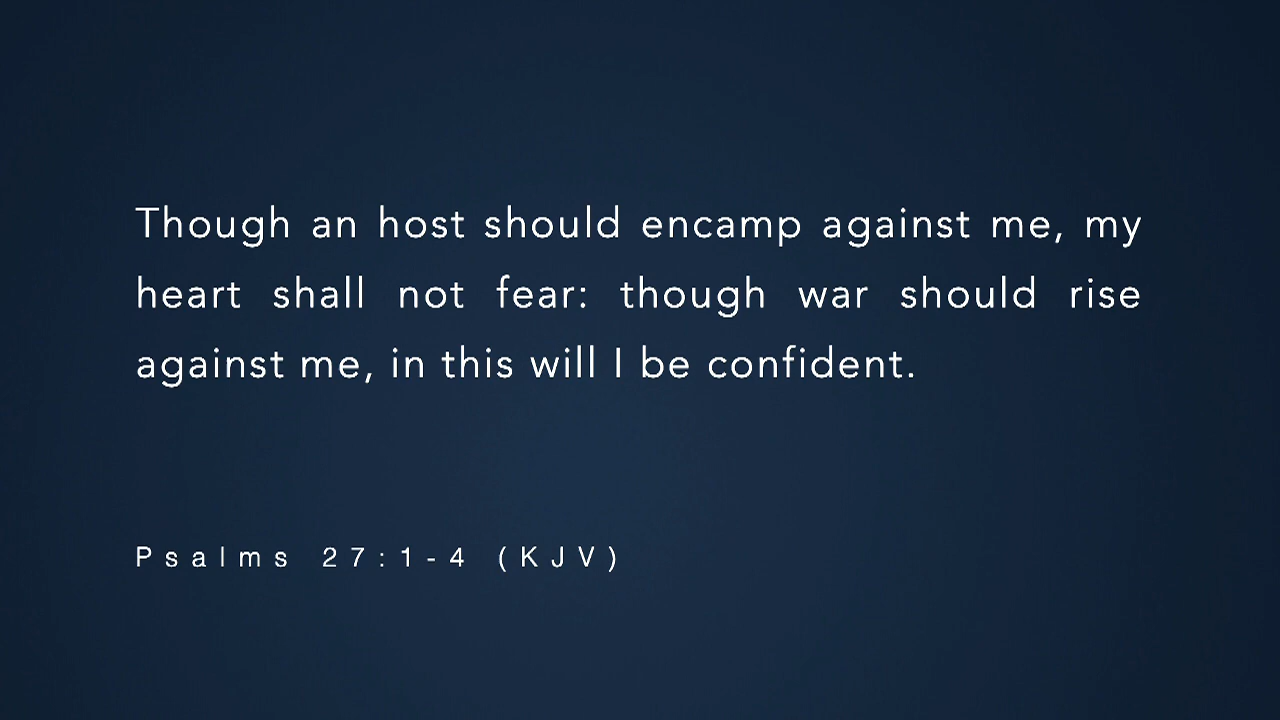 Though an host should encamp against me, my
heart shall not fear: though war should rise
against me, in this will I be confident.
Psalms 27:1-4 (KJV)